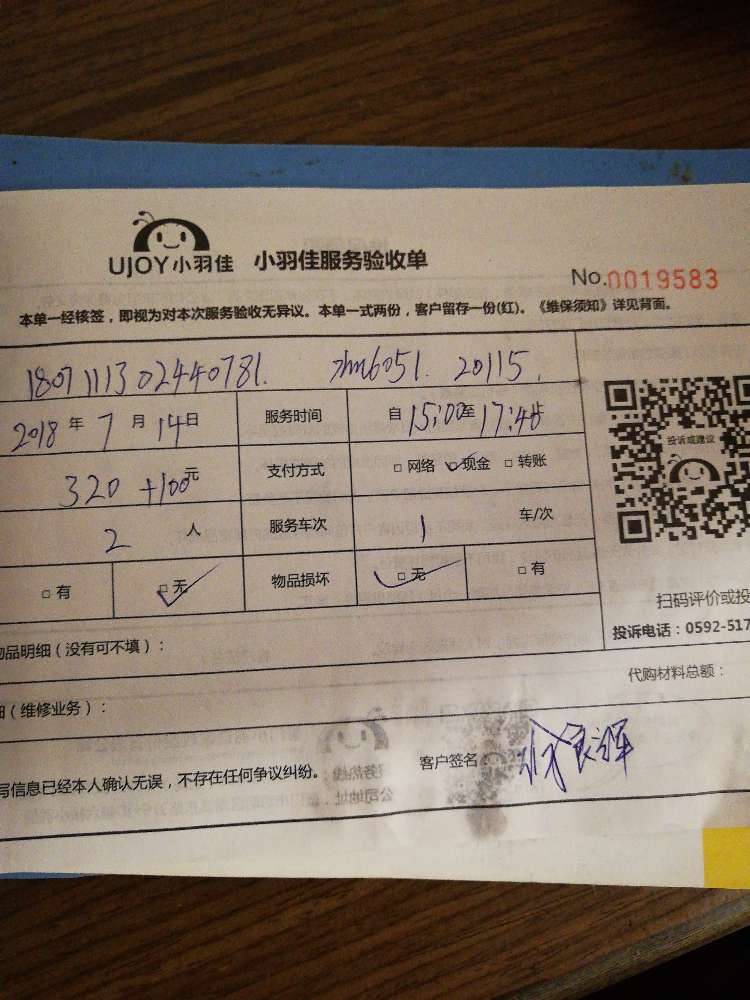 UJOY小羽佳 小羽佳服务验收单
No.0019583
本单一经核签，即视为对本次服务验收无异议。本单一式两份，客户留存一份(红)。《维保须知》详见背面。
180711130244 0781. zhm6051. 20115.
2018年7月14日 服务时间 自15:00至17:48止
320+100元 支付方式 □网络 ☑现金 □转账
2人 服务车次 1 车/次
□有 ☑无 物品损坏 ☑无 □有
投诉或建议
扫码评价或投
投诉电话：0592-517
品明细（没有可不填）：
代购材料总额：
（维修业务）：
写信息已经本人确认无误，不存在任何争议纠纷。 客户签名